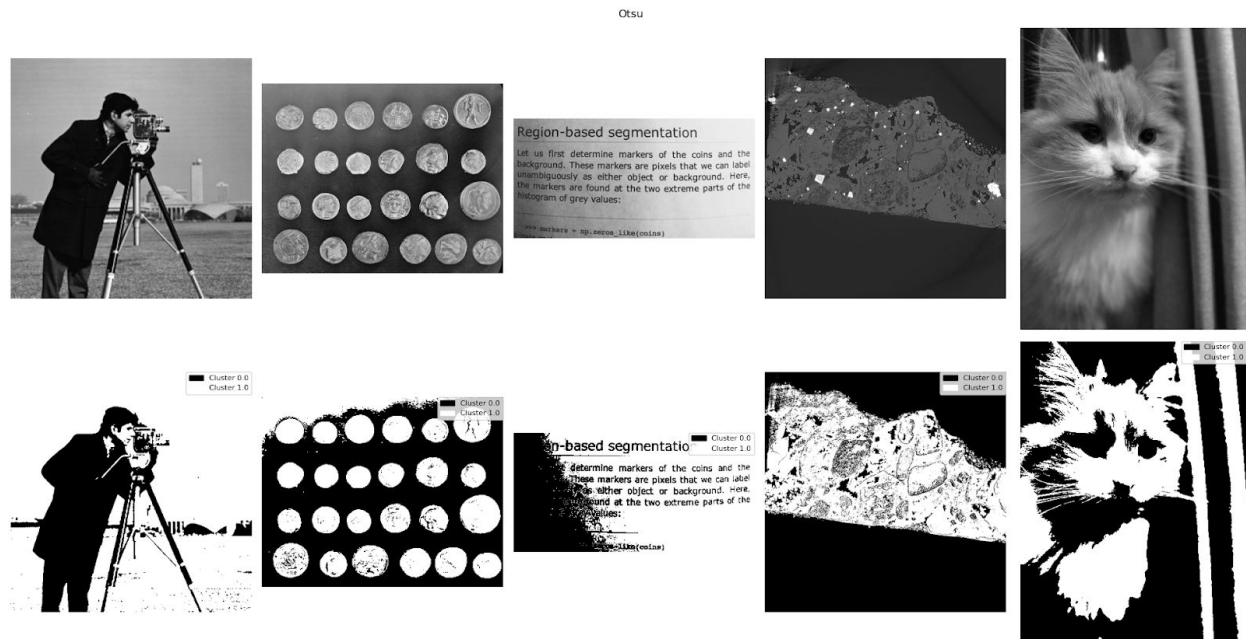 Otsu
Region-based segmentation
Let us first determine markers of the coins and the
background. These markers are pixels that we can label
unambiguously as either object or background. Here,
the markers are found at the two extreme parts of the
histogram of grey values:
>>> markers = np.zeros_like(coins)
Cluster 0.0
Cluster 1.0
Cluster 0.0
Cluster 1.0
n-based segmentatio
Cluster 0.0
Cluster 1.0
determine markers of the coins and the
These markers are pixels that we can label
as either object or background. Here,
found at the two extreme parts of the
values:
zeros_like(coins)
Cluster 0.0
Cluster 1.0
Cluster 0.0
Cluster 1.0